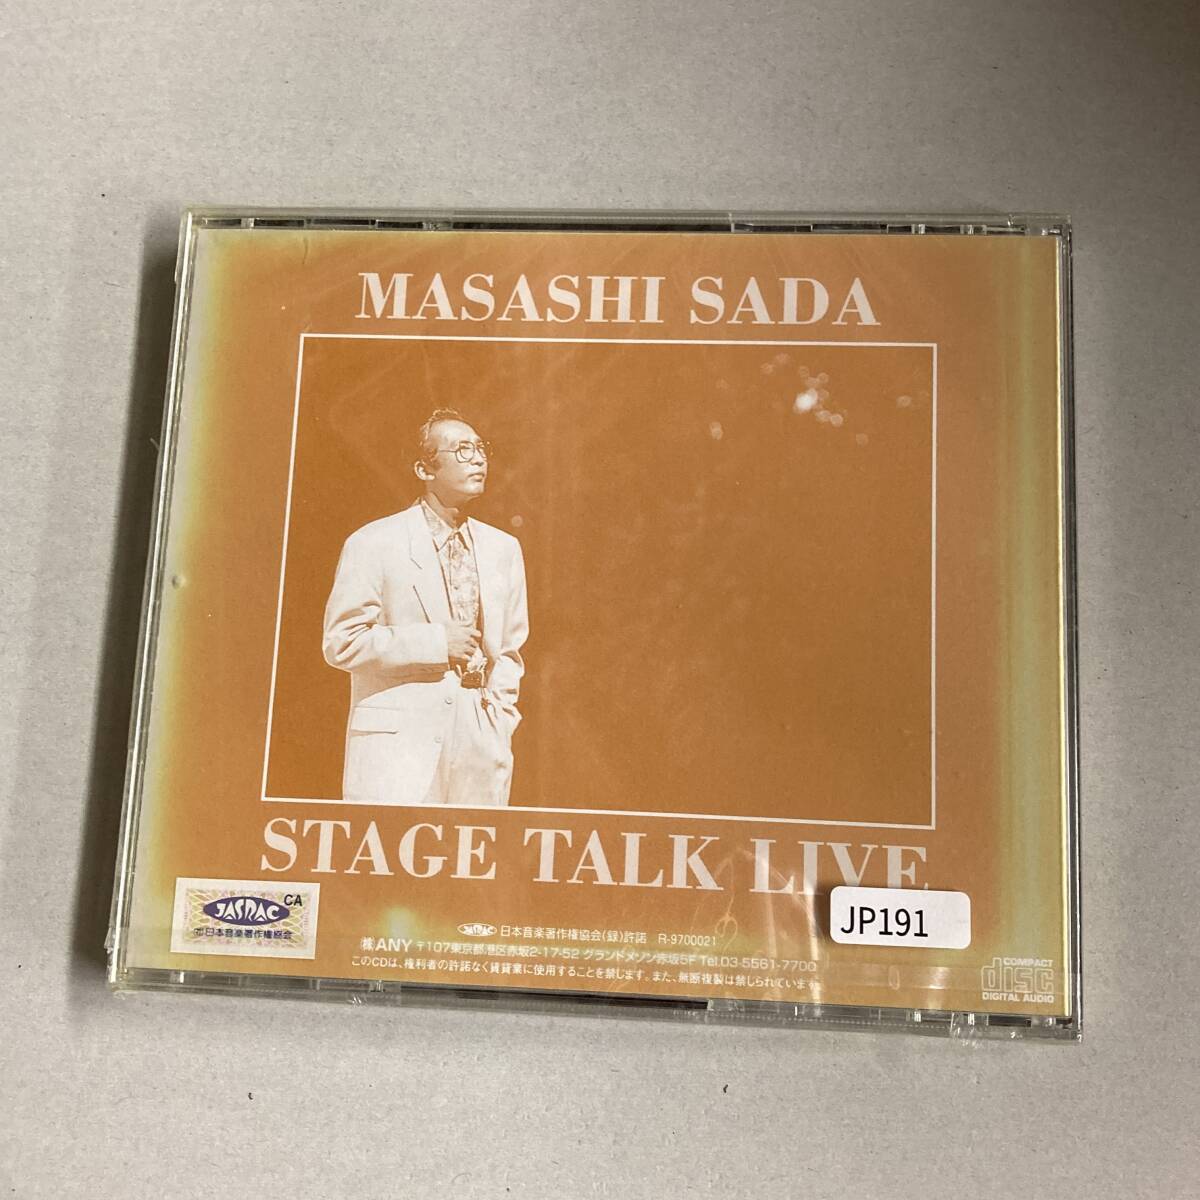 MASASHI SADA
STAGE TALK LIVE
CA
JASRAC
(社)日本音楽著作権協会
JP191
JASRAC 日本音楽著作権協会(録)許諾 R-9700021
(株)ANY 〒107東京都港区赤坂2-17-52 グランドメゾン赤坂5F Tel.03-5561-7700
このCDは、権利者の許諾なく賃貸業に使用することを禁じます。また、無断複製は禁じられています。
COMPACT
disc
DIGITAL AUDIO